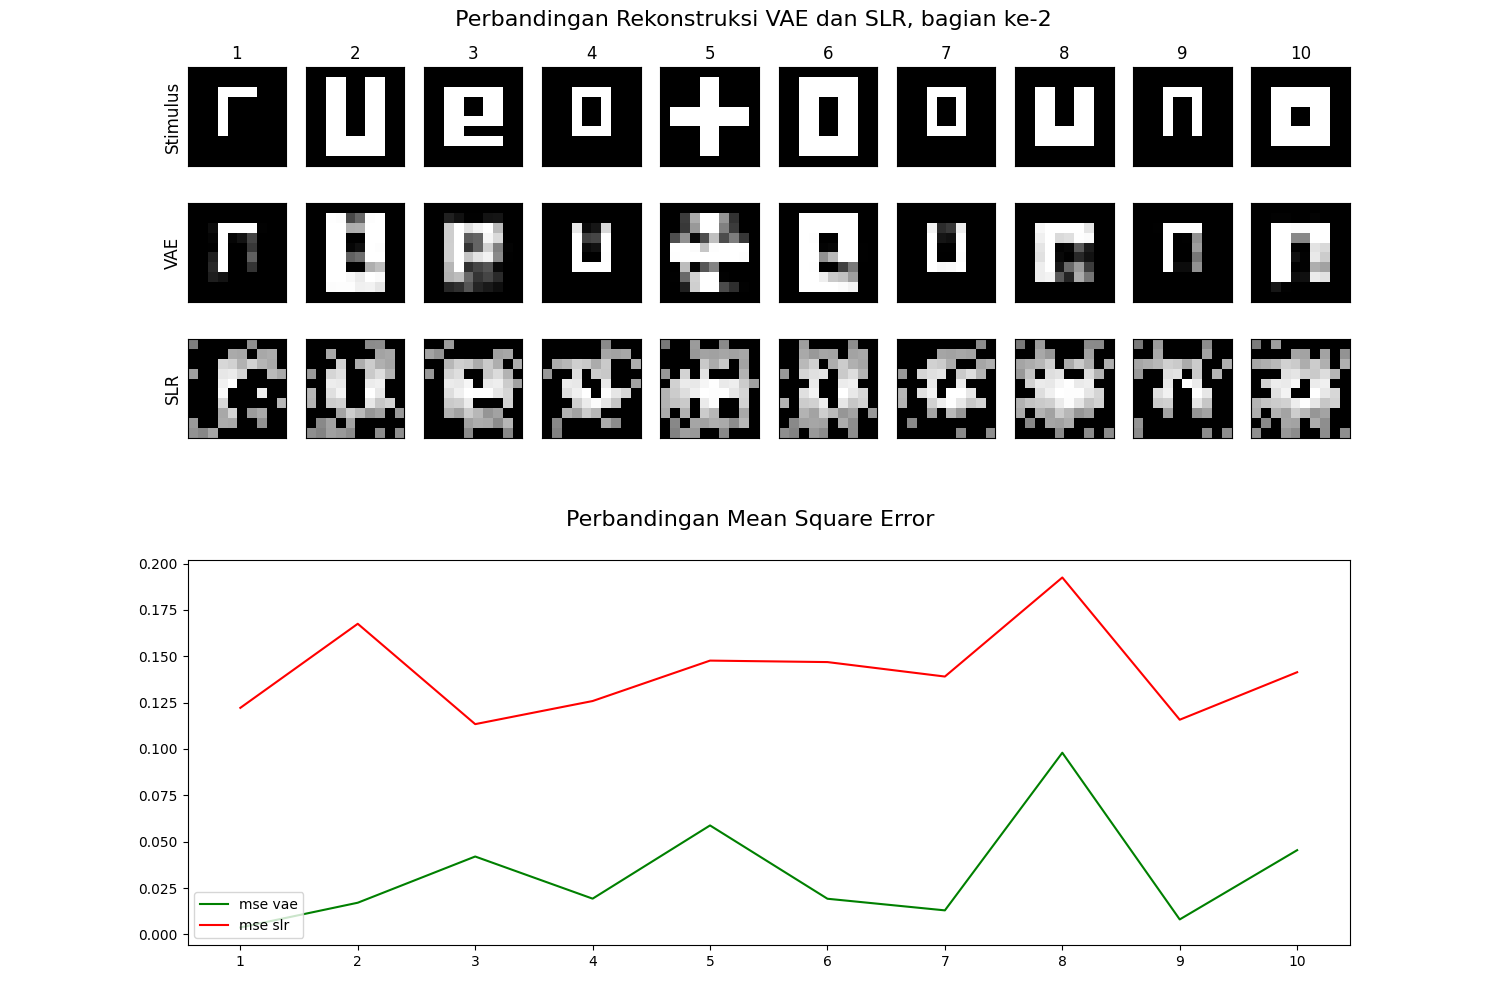 Perbandingan Rekonstruksi VAE dan SLR, bagian ke-2
1 2 3 4 5 6 7 8 9 10
Stimulus
VAE
SLR
Perbandingan Mean Square Error
0.200
0.175
0.150
0.125
0.100
0.075
0.050
0.025
0.000
mse vae
mse slr
1 2 3 4 5 6 7 8 9 10